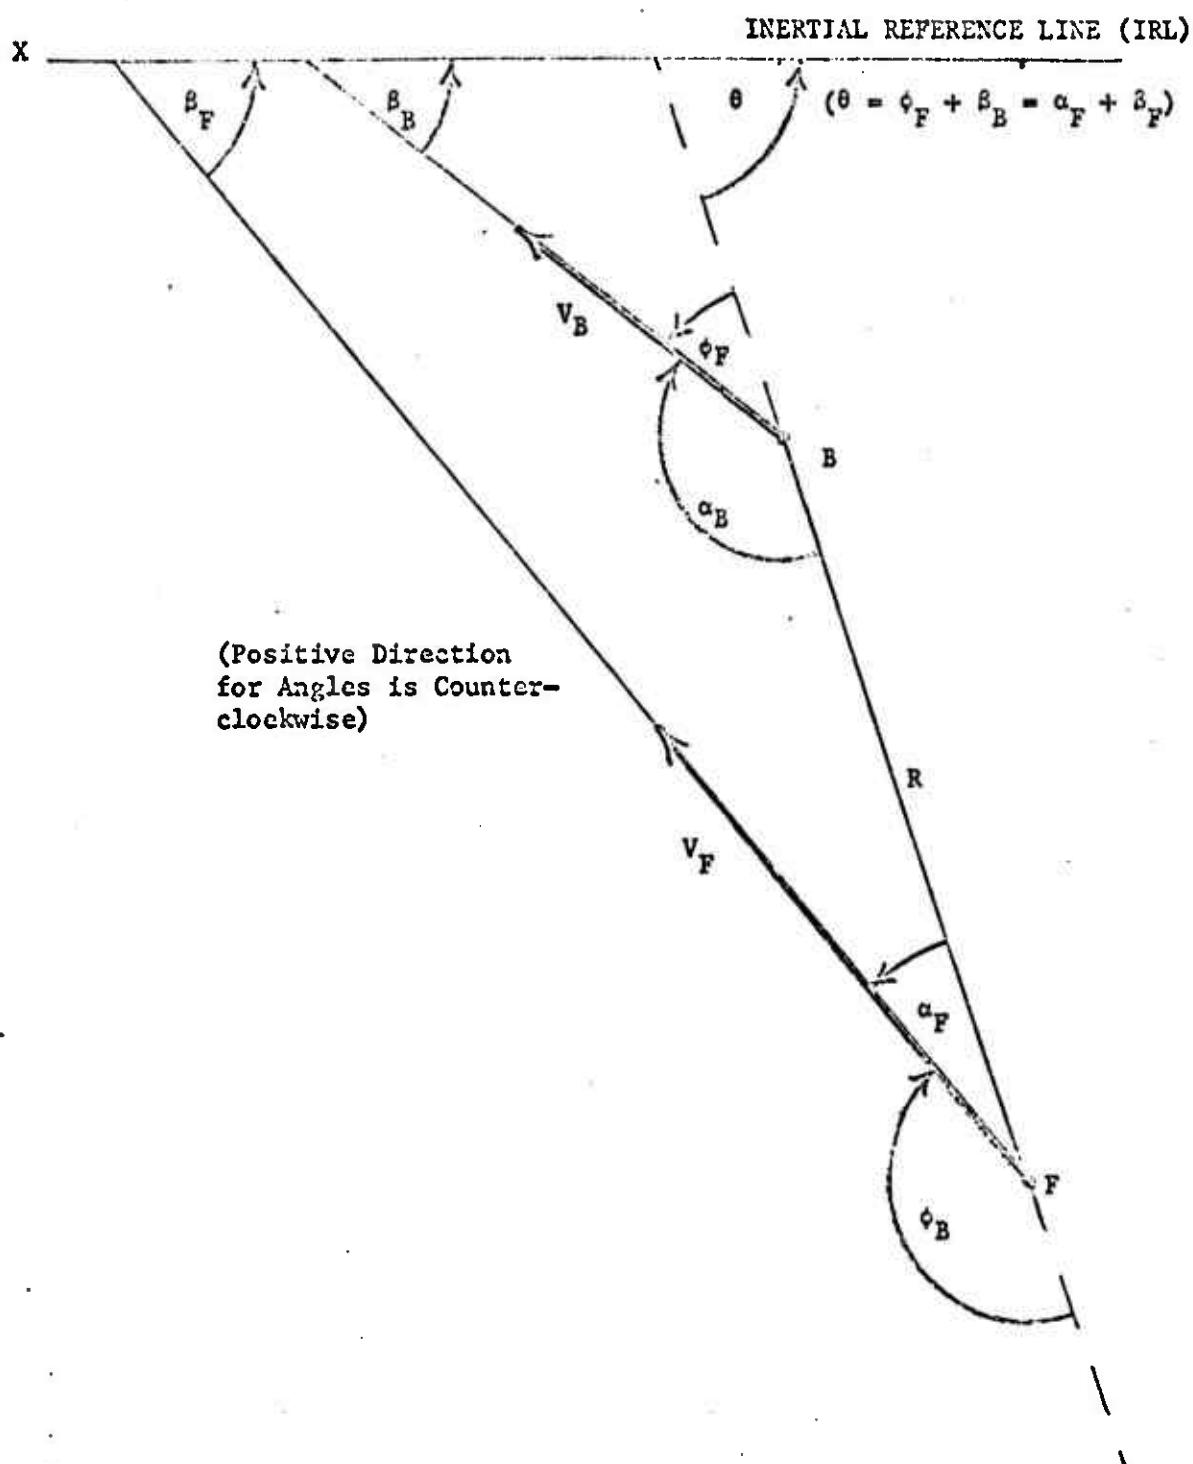 INERTIAL REFERENCE LINE (IRL)
X
β_F
β_B
θ
(θ = ϕ_F + β_B = α_F + β_F)
V_B
ϕ_F
B
α_B
(Positive Direction
for Angles is Counter-
clockwise)
R
V_F
α_F
F
ϕ_B